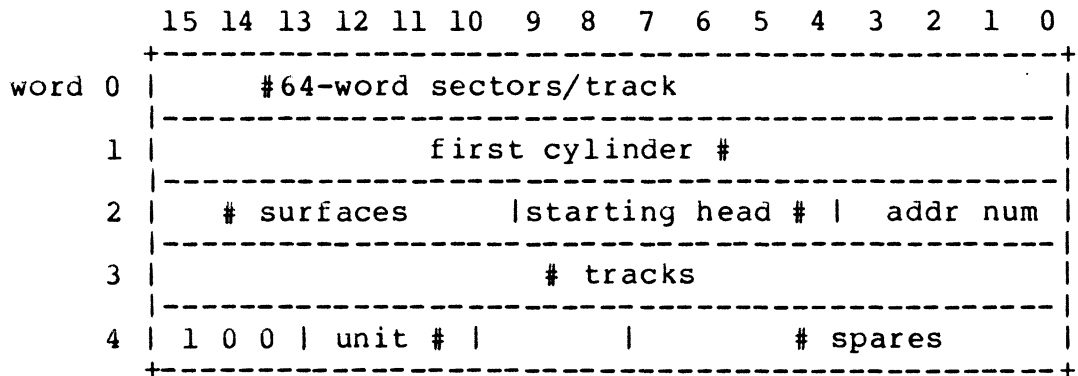 15 14 13 12 11 10 9 8 7 6 5 4 3 2 1 0
word 0 | #64-word sectors/track |
1 | first cylinder # |
2 | # surfaces |starting head # | addr num |
3 | # tracks |
4 | 1 0 0 | unit # | | # spares |